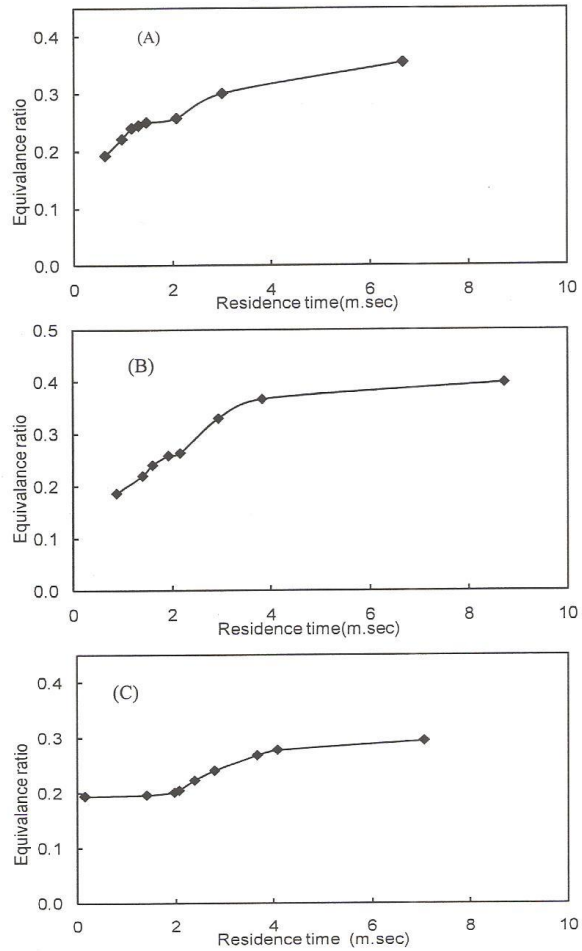 (A)
Equivalance ratio
0.4
0.3
0.2
0.1
0.0
0 2 4 6 8 10
Residence time(m.sec)
(B)
Equivalance ratio
0.5
0.4
0.3
0.2
0.1
0.0
0 2 4 6 8 10
Residence time(m.sec)
(C)
Equivalance ratio
0.4
0.3
0.2
0.1
0.0
0 2 4 6 8 10
Residence time (m.sec)